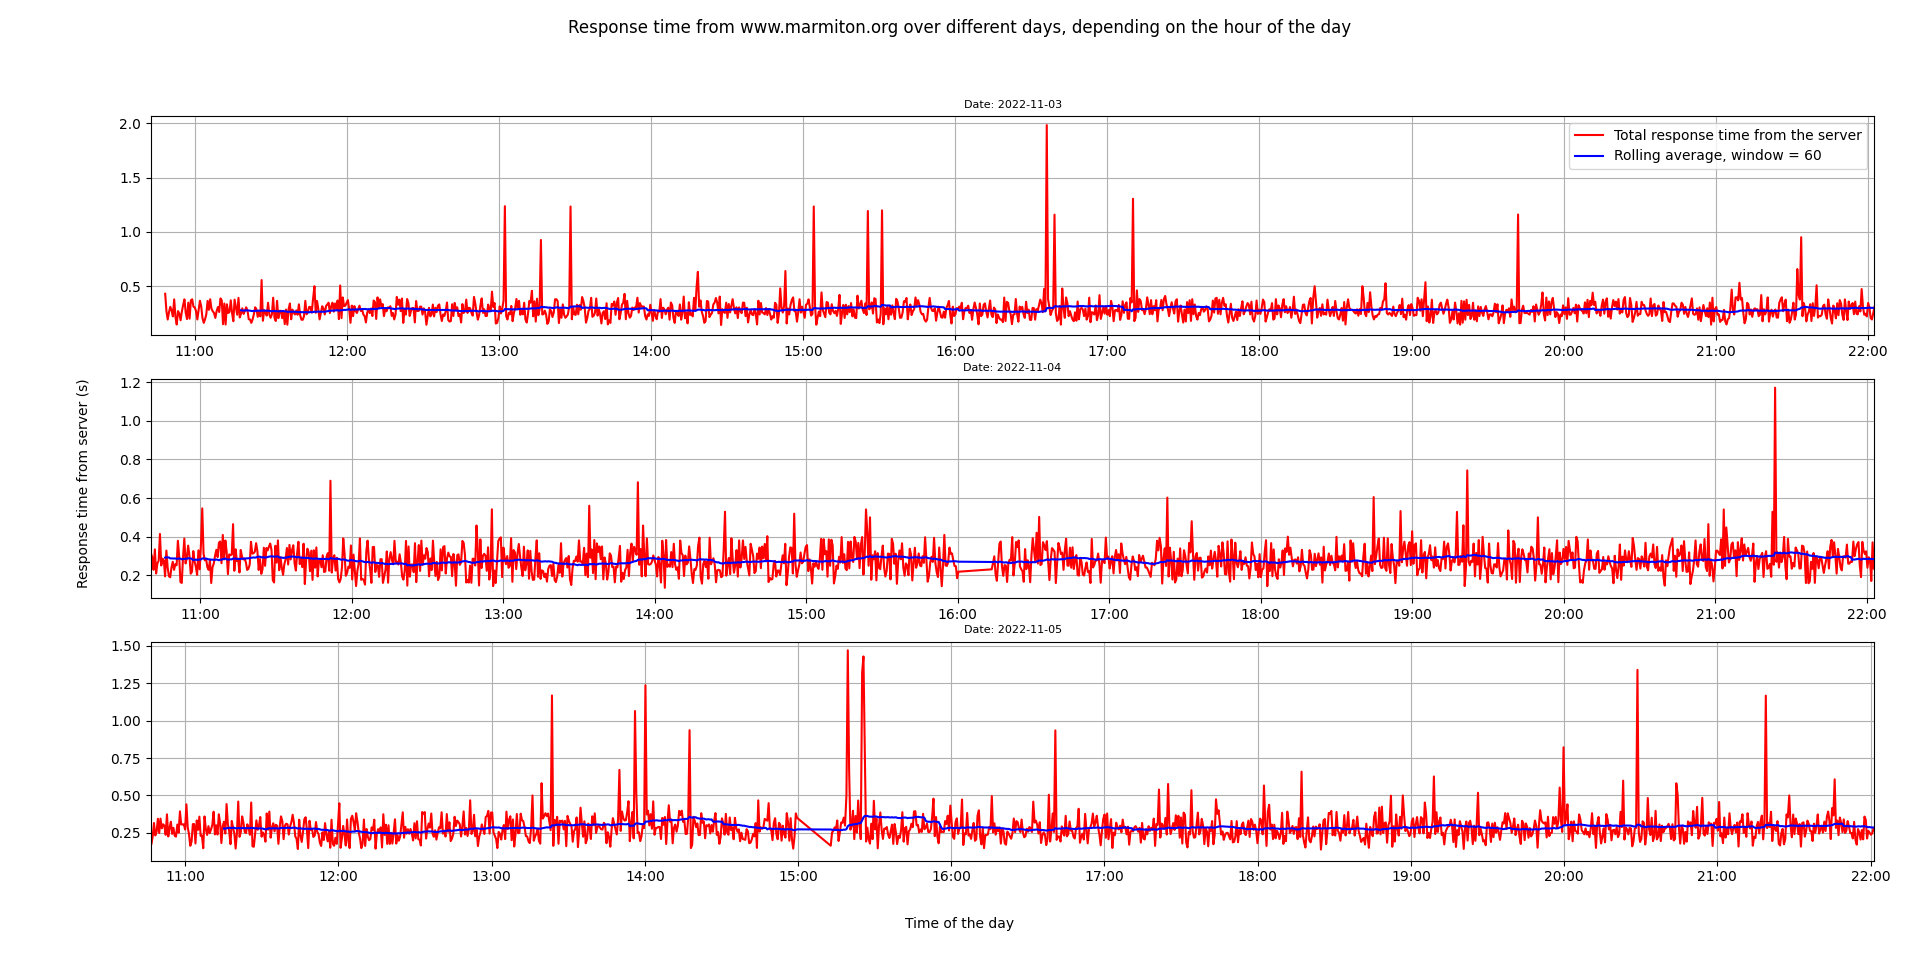 Response time from www.marmiton.org over different days, depending on the hour of the day
Date: 2022-11-03
Total response time from the server
Rolling average, window = 60
2.0
1.5
1.0
0.5
11:00 12:00 13:00 14:00 15:00 16:00 17:00 18:00 19:00 20:00 21:00 22:00
Date: 2022-11-04
Response time from server (s)
1.2
1.0
0.8
0.6
0.4
0.2
11:00 12:00 13:00 14:00 15:00 16:00 17:00 18:00 19:00 20:00 21:00 22:00
Date: 2022-11-05
1.50
1.25
1.00
0.75
0.50
0.25
11:00 12:00 13:00 14:00 15:00 16:00 17:00 18:00 19:00 20:00 21:00 22:00
Time of the day